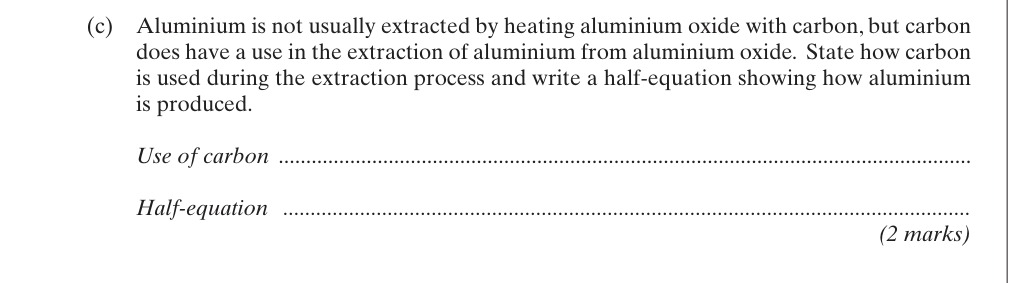 (c) Aluminium is not usually extracted by heating aluminium oxide with carbon, but carbon
does have a use in the extraction of aluminium from aluminium oxide. State how carbon
is used during the extraction process and write a half-equation showing how aluminium
is produced.
Use of carbon ..............................................................................................................................
Half-equation .............................................................................................................................
(2 marks)